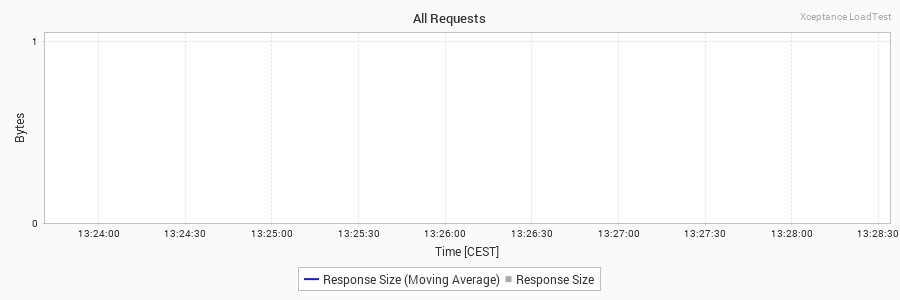 All Requests
Xceptance LoadTest
1
Bytes
0
13:24:00 13:24:30 13:25:00 13:25:30 13:26:00 13:26:30 13:27:00 13:27:30 13:28:00 13:28:30
Time [CEST]
Response Size (Moving Average) Response Size